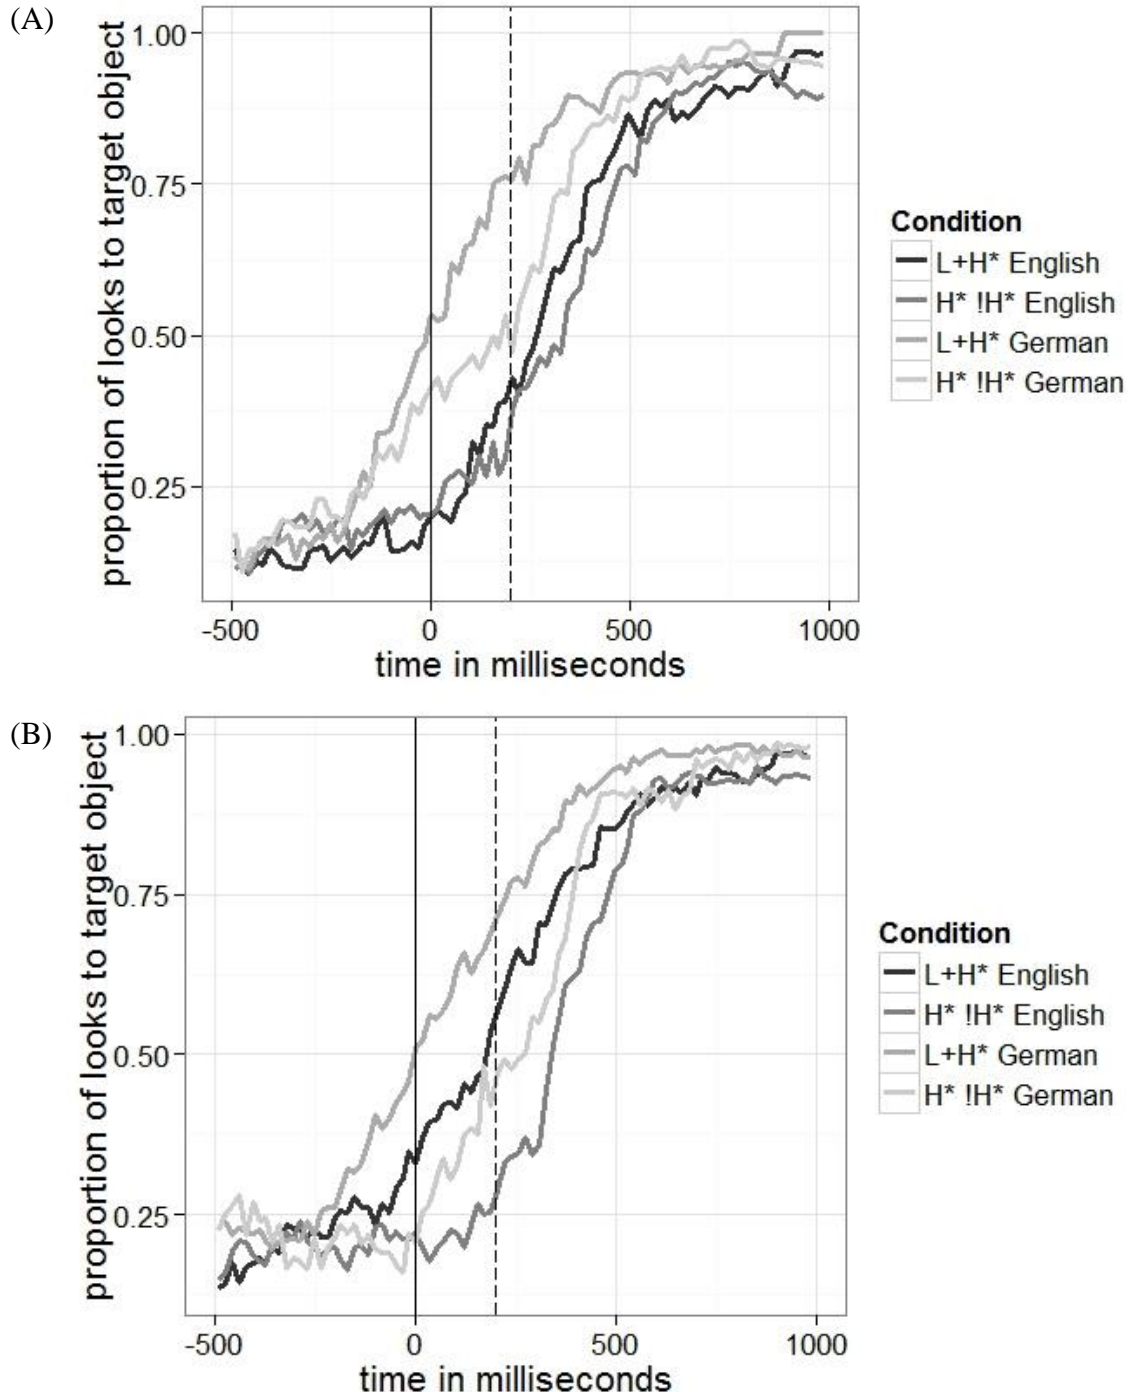 (A)
proportion of looks to target object
1.00
0.75
0.50
0.25
-500 0 500 1000
time in milliseconds
Condition
L+H* English
H* !H* English
L+H* German
H* !H* German
(B)
proportion of looks to target object
1.00
0.75
0.50
0.25
-500 0 500 1000
time in milliseconds
Condition
L+H* English
H* !H* English
L+H* German
H* !H* German